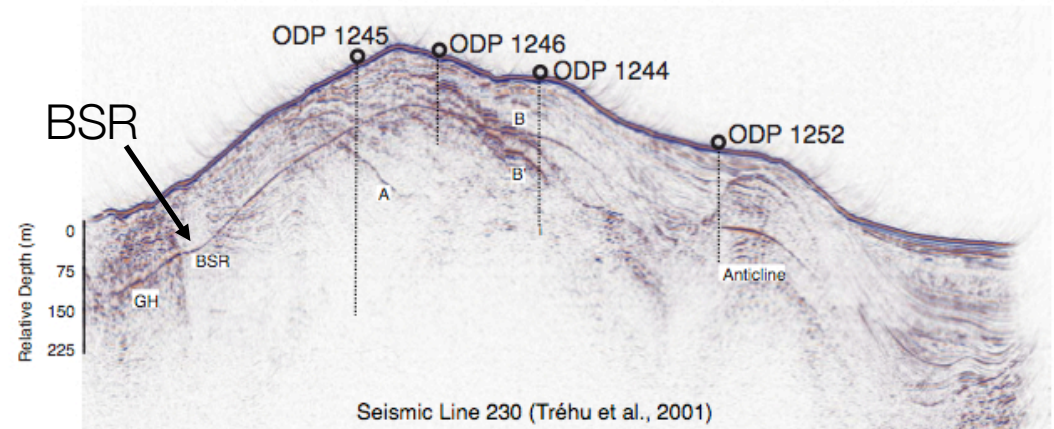 ODP 1245
ODP 1246
ODP 1244
BSR
B
ODP 1252
B'
A
Relative Depth (m)
0
75
150
225
BSR
GH
Anticline
Seismic Line 230 (Tréhu et al., 2001)